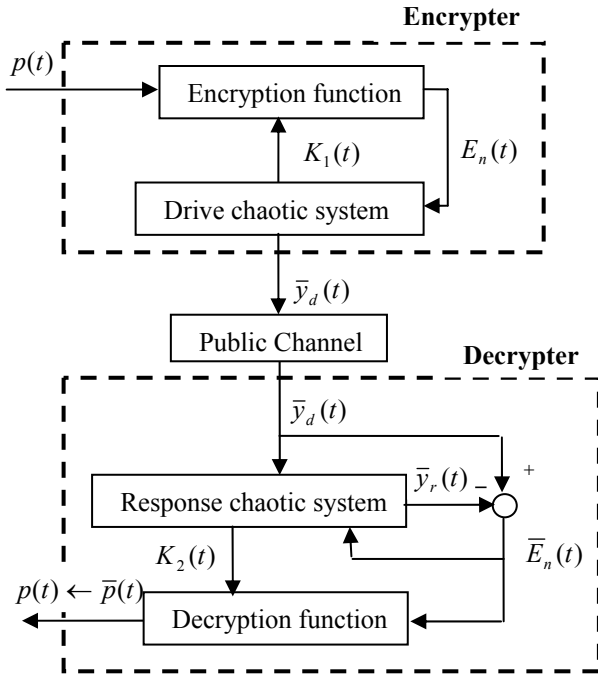 Encrypter
p(t)
Encryption function
K₁(t)
Eₙ(t)
Drive chaotic system
ȳ_d(t)
Public Channel
Decrypter
ȳ_d(t)
+
Response chaotic system
ȳ_r(t)
−
K₂(t)
Ēₙ(t)
p(t) ← p̄(t)
Decryption function